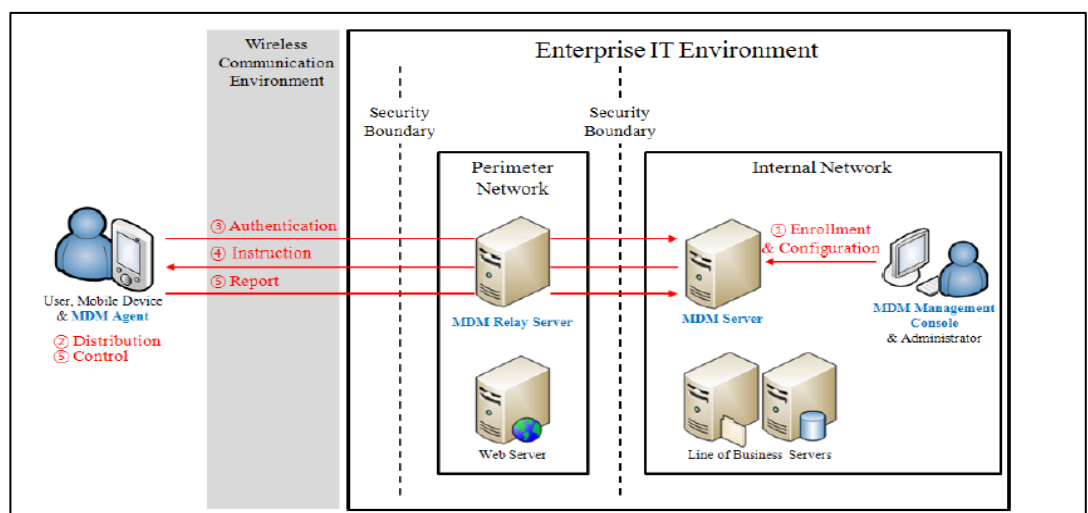 Wireless
Communication
Environment
Enterprise IT Environment
Security
Boundary
Security
Boundary
Perimeter
Network
Internal Network
③ Authentication
④ Instruction
⑤ Report
① Enrollment
& Configuration
User, Mobile Device
& MDM Agent
② Distribution
⑤ Control
MDM Relay Server
MDM Server
MDM Management
Console
& Administrator
Web Server
Line of Business Servers